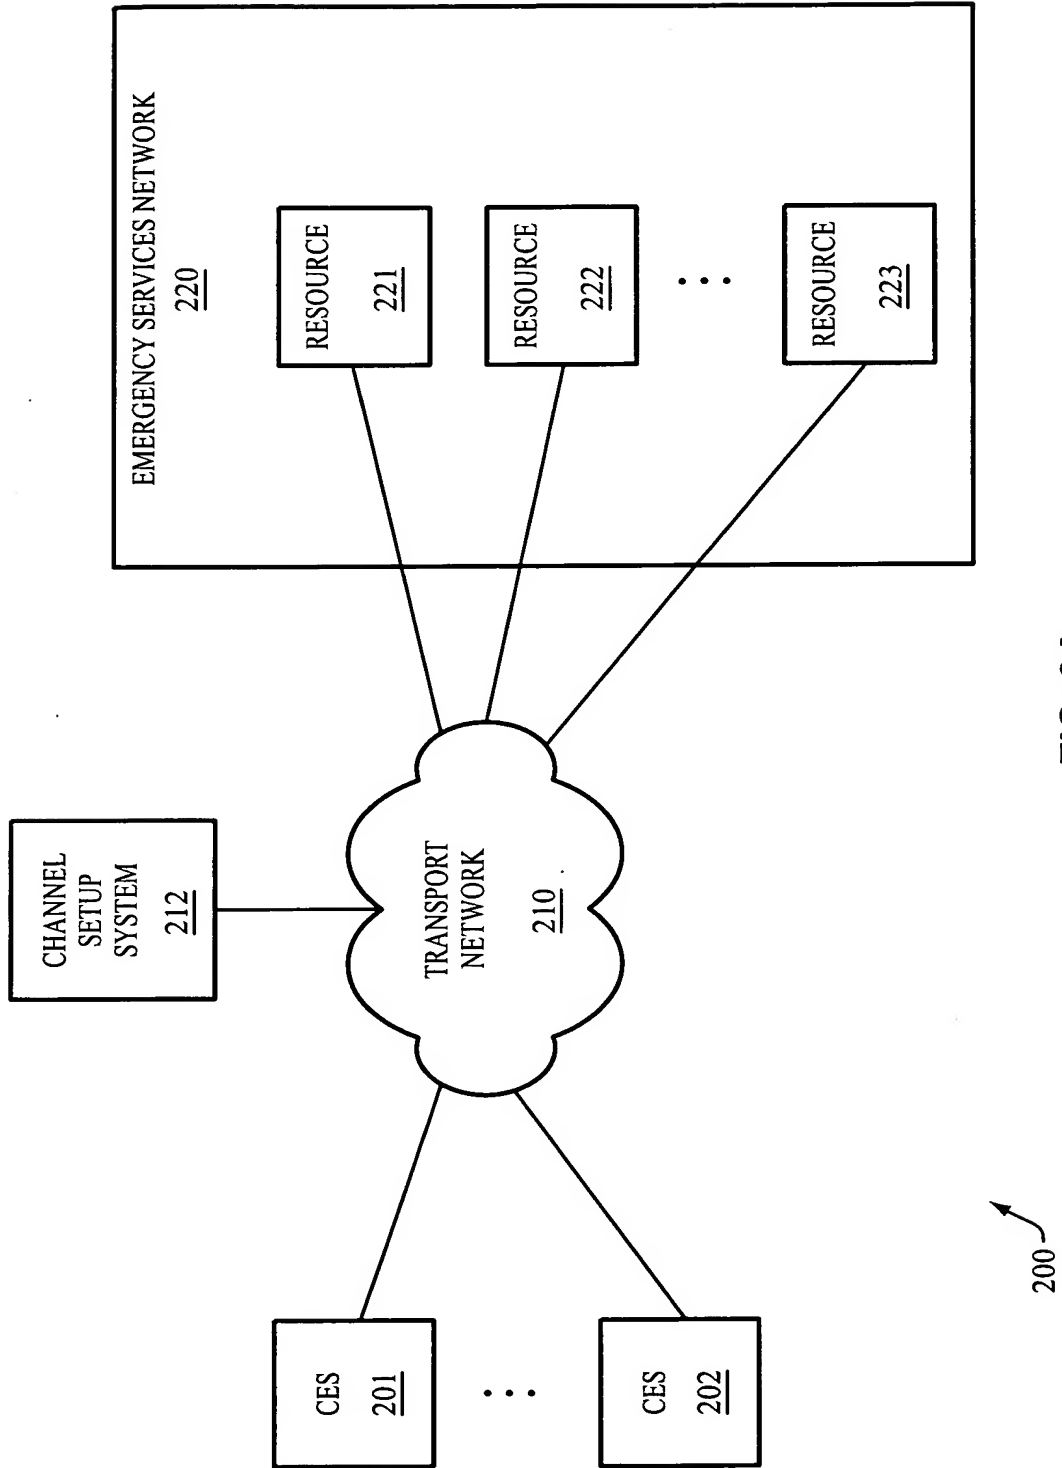 EMERGENCY SERVICES NETWORK
220
CHANNEL
SETUP
SYSTEM
212
RESOURCE
221
CES
201
TRANSPORT
NETWORK
210
RESOURCE
222
CES
202
RESOURCE
223
200